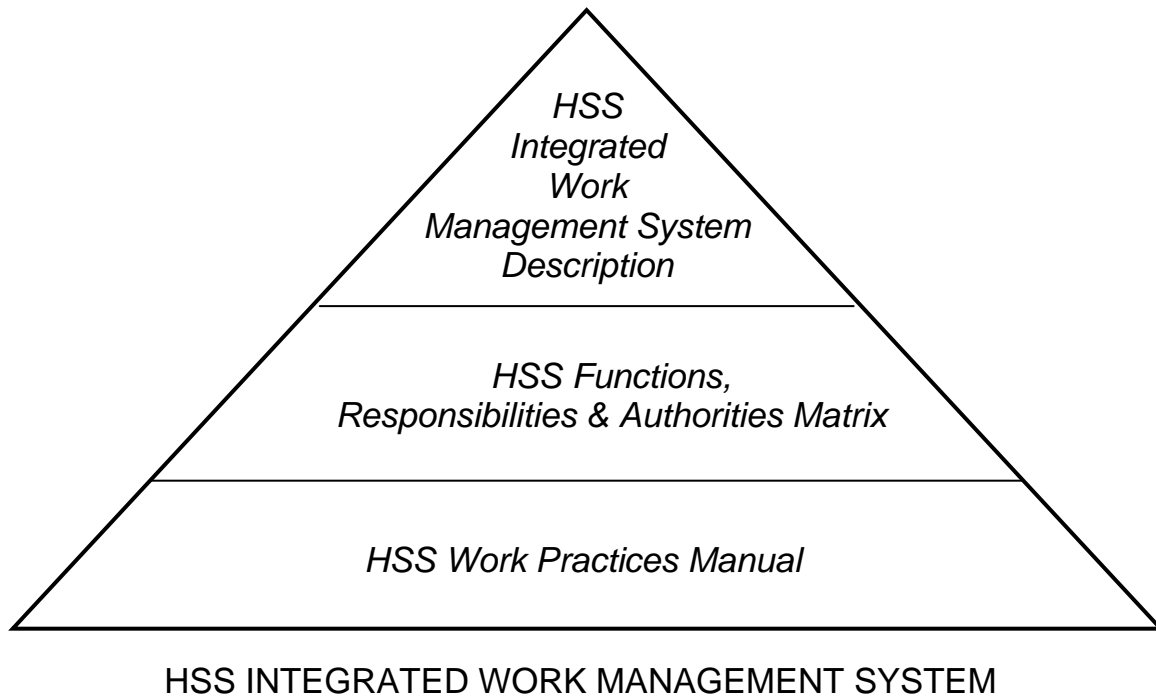 HSS
Integrated
Work
Management System
Description
HSS Functions,
Responsibilities & Authorities Matrix
HSS Work Practices Manual
HSS INTEGRATED WORK MANAGEMENT SYSTEM